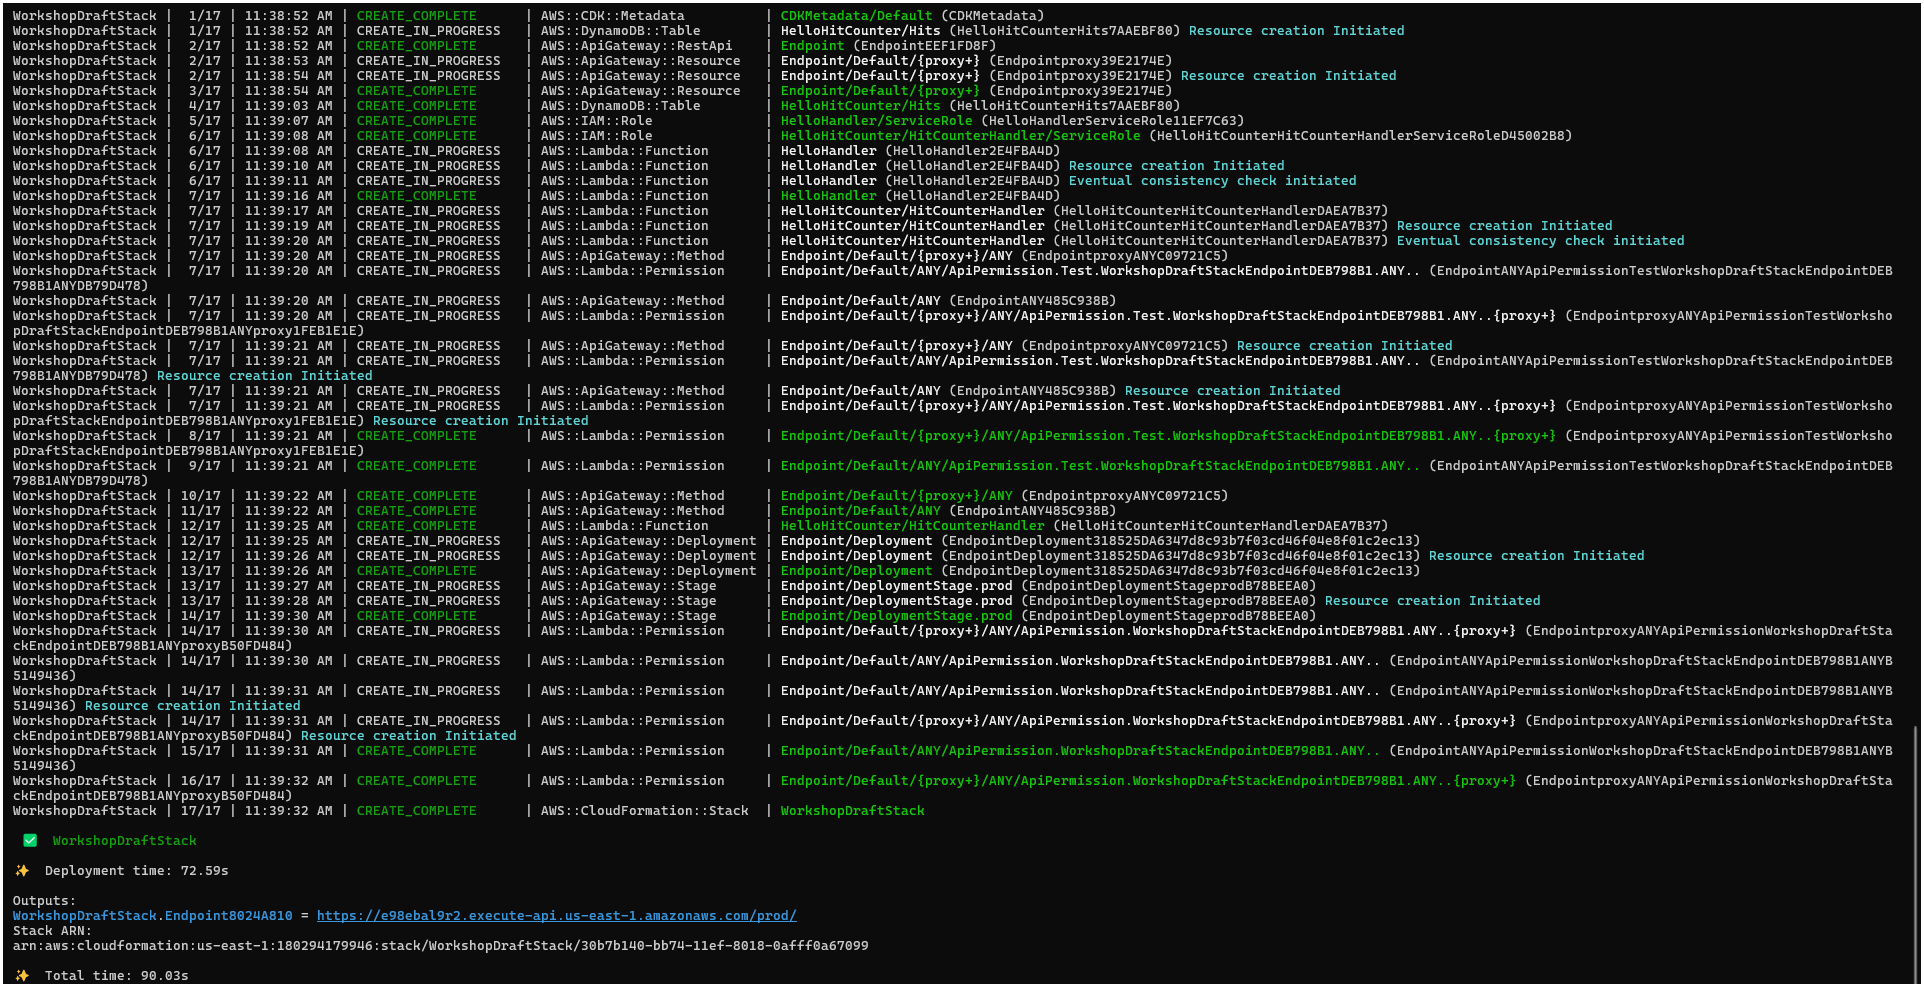 WorkshopDraftStack |  1/17 | 11:38:52 AM | CREATE_COMPLETE      | AWS::CDK::Metadata          | CDKMetadata/Default (CDKMetadata)
WorkshopDraftStack |  1/17 | 11:38:52 AM | CREATE_IN_PROGRESS   | AWS::DynamoDB::Table        | HelloHitCounter/Hits (HelloHitCounterHits7AAEBF80) Resource creation Initiated
WorkshopDraftStack |  2/17 | 11:38:52 AM | CREATE_COMPLETE      | AWS::ApiGateway::RestApi    | Endpoint (EndpointEEF1FD8F)
WorkshopDraftStack |  2/17 | 11:38:53 AM | CREATE_IN_PROGRESS   | AWS::ApiGateway::Resource   | Endpoint/Default/{proxy+} (Endpointproxy39E2174E)
WorkshopDraftStack |  2/17 | 11:38:54 AM | CREATE_IN_PROGRESS   | AWS::ApiGateway::Resource   | Endpoint/Default/{proxy+} (Endpointproxy39E2174E) Resource creation Initiated
WorkshopDraftStack |  3/17 | 11:38:54 AM | CREATE_COMPLETE      | AWS::ApiGateway::Resource   | Endpoint/Default/{proxy+} (Endpointproxy39E2174E)
WorkshopDraftStack |  4/17 | 11:39:03 AM | CREATE_COMPLETE      | AWS::DynamoDB::Table        | HelloHitCounter/Hits (HelloHitCounterHits7AAEBF80)
WorkshopDraftStack |  5/17 | 11:39:07 AM | CREATE_COMPLETE      | AWS::IAM::Role              | HelloHandler/ServiceRole (HelloHandlerServiceRole11EF7C63)
WorkshopDraftStack |  6/17 | 11:39:08 AM | CREATE_COMPLETE      | AWS::IAM::Role              | HelloHitCounter/HitCounterHandler/ServiceRole (HelloHitCounterHitCounterHandlerServiceRoleD45002B8)
WorkshopDraftStack |  6/17 | 11:39:08 AM | CREATE_IN_PROGRESS   | AWS::Lambda::Function       | HelloHandler (HelloHandler2E4FBA4D)
WorkshopDraftStack |  6/17 | 11:39:10 AM | CREATE_IN_PROGRESS   | AWS::Lambda::Function       | HelloHandler (HelloHandler2E4FBA4D) Resource creation Initiated
WorkshopDraftStack |  6/17 | 11:39:11 AM | CREATE_IN_PROGRESS   | AWS::Lambda::Function       | HelloHandler (HelloHandler2E4FBA4D) Eventual consistency check initiated
WorkshopDraftStack |  7/17 | 11:39:16 AM | CREATE_COMPLETE      | AWS::Lambda::Function       | HelloHandler (HelloHandler2E4FBA4D)
WorkshopDraftStack |  7/17 | 11:39:17 AM | CREATE_IN_PROGRESS   | AWS::Lambda::Function       | HelloHitCounter/HitCounterHandler (HelloHitCounterHitCounterHandlerDAEA7B37)
WorkshopDraftStack |  7/17 | 11:39:19 AM | CREATE_IN_PROGRESS   | AWS::Lambda::Function       | HelloHitCounter/HitCounterHandler (HelloHitCounterHitCounterHandlerDAEA7B37) Resource creation Initiated
WorkshopDraftStack |  7/17 | 11:39:20 AM | CREATE_IN_PROGRESS   | AWS::Lambda::Function       | HelloHitCounter/HitCounterHandler (HelloHitCounterHitCounterHandlerDAEA7B37) Eventual consistency check initiated
WorkshopDraftStack |  7/17 | 11:39:20 AM | CREATE_IN_PROGRESS   | AWS::ApiGateway::Method     | Endpoint/Default/{proxy+}/ANY (EndpointproxyANYC09721C5)
WorkshopDraftStack |  7/17 | 11:39:20 AM | CREATE_IN_PROGRESS   | AWS::Lambda::Permission     | Endpoint/Default/ANY/ApiPermission.Test.WorkshopDraftStackEndpointDEB798B1.ANY.. (EndpointANYApiPermissionTestWorkshopDraftStackEndpointDEB
798B1ANYDB79D478)
WorkshopDraftStack |  7/17 | 11:39:20 AM | CREATE_IN_PROGRESS   | AWS::ApiGateway::Method     | Endpoint/Default/ANY (EndpointANY485C938B)
WorkshopDraftStack |  7/17 | 11:39:20 AM | CREATE_IN_PROGRESS   | AWS::Lambda::Permission     | Endpoint/Default/{proxy+}/ANY/ApiPermission.Test.WorkshopDraftStackEndpointDEB798B1.ANY..{proxy+} (EndpointproxyANYApiPermissionTestWorksho
pDraftStackEndpointDEB798B1ANYproxy1FEB1E1E)
WorkshopDraftStack |  7/17 | 11:39:21 AM | CREATE_IN_PROGRESS   | AWS::ApiGateway::Method     | Endpoint/Default/{proxy+}/ANY (EndpointproxyANYC09721C5) Resource creation Initiated
WorkshopDraftStack |  7/17 | 11:39:21 AM | CREATE_IN_PROGRESS   | AWS::Lambda::Permission     | Endpoint/Default/ANY/ApiPermission.Test.WorkshopDraftStackEndpointDEB798B1.ANY.. (EndpointANYApiPermissionTestWorkshopDraftStackEndpointDEB
798B1ANYDB79D478) Resource creation Initiated
WorkshopDraftStack |  7/17 | 11:39:21 AM | CREATE_IN_PROGRESS   | AWS::ApiGateway::Method     | Endpoint/Default/ANY (EndpointANY485C938B) Resource creation Initiated
WorkshopDraftStack |  7/17 | 11:39:21 AM | CREATE_IN_PROGRESS   | AWS::Lambda::Permission     | Endpoint/Default/{proxy+}/ANY/ApiPermission.Test.WorkshopDraftStackEndpointDEB798B1.ANY..{proxy+} (EndpointproxyANYApiPermissionTestWorksho
pDraftStackEndpointDEB798B1ANYproxy1FEB1E1E) Resource creation Initiated
WorkshopDraftStack |  8/17 | 11:39:21 AM | CREATE_COMPLETE      | AWS::Lambda::Permission     | Endpoint/Default/{proxy+}/ANY/ApiPermission.Test.WorkshopDraftStackEndpointDEB798B1.ANY..{proxy+} (EndpointproxyANYApiPermissionTestWorksho
pDraftStackEndpointDEB798B1ANYproxy1FEB1E1E)
WorkshopDraftStack |  9/17 | 11:39:21 AM | CREATE_COMPLETE      | AWS::Lambda::Permission     | Endpoint/Default/ANY/ApiPermission.Test.WorkshopDraftStackEndpointDEB798B1.ANY.. (EndpointANYApiPermissionTestWorkshopDraftStackEndpointDEB
798B1ANYDB79D478)
WorkshopDraftStack | 10/17 | 11:39:22 AM | CREATE_COMPLETE      | AWS::ApiGateway::Method     | Endpoint/Default/{proxy+}/ANY (EndpointproxyANYC09721C5)
WorkshopDraftStack | 11/17 | 11:39:22 AM | CREATE_COMPLETE      | AWS::ApiGateway::Method     | Endpoint/Default/ANY (EndpointANY485C938B)
WorkshopDraftStack | 12/17 | 11:39:25 AM | CREATE_COMPLETE      | AWS::Lambda::Function       | HelloHitCounter/HitCounterHandler (HelloHitCounterHitCounterHandlerDAEA7B37)
WorkshopDraftStack | 12/17 | 11:39:25 AM | CREATE_IN_PROGRESS   | AWS::ApiGateway::Deployment | Endpoint/Deployment (EndpointDeployment318525DA6347d8c93b7f03cd46f04e8f01c2ec13)
WorkshopDraftStack | 12/17 | 11:39:26 AM | CREATE_IN_PROGRESS   | AWS::ApiGateway::Deployment | Endpoint/Deployment (EndpointDeployment318525DA6347d8c93b7f03cd46f04e8f01c2ec13) Resource creation Initiated
WorkshopDraftStack | 13/17 | 11:39:26 AM | CREATE_COMPLETE      | AWS::ApiGateway::Deployment | Endpoint/Deployment (EndpointDeployment318525DA6347d8c93b7f03cd46f04e8f01c2ec13)
WorkshopDraftStack | 13/17 | 11:39:27 AM | CREATE_IN_PROGRESS   | AWS::ApiGateway::Stage      | Endpoint/DeploymentStage.prod (EndpointDeploymentStageprodB78BEEA0)
WorkshopDraftStack | 13/17 | 11:39:28 AM | CREATE_IN_PROGRESS   | AWS::ApiGateway::Stage      | Endpoint/DeploymentStage.prod (EndpointDeploymentStageprodB78BEEA0) Resource creation Initiated
WorkshopDraftStack | 14/17 | 11:39:30 AM | CREATE_COMPLETE      | AWS::ApiGateway::Stage      | Endpoint/DeploymentStage.prod (EndpointDeploymentStageprodB78BEEA0)
WorkshopDraftStack | 14/17 | 11:39:30 AM | CREATE_IN_PROGRESS   | AWS::Lambda::Permission     | Endpoint/Default/{proxy+}/ANY/ApiPermission.WorkshopDraftStackEndpointDEB798B1.ANY..{proxy+} (EndpointproxyANYApiPermissionWorkshopDraftSta
ckEndpointDEB798B1ANYproxyB50FD484)
WorkshopDraftStack | 14/17 | 11:39:30 AM | CREATE_IN_PROGRESS   | AWS::Lambda::Permission     | Endpoint/Default/ANY/ApiPermission.WorkshopDraftStackEndpointDEB798B1.ANY.. (EndpointANYApiPermissionWorkshopDraftStackEndpointDEB798B1ANYB
5149436)
WorkshopDraftStack | 14/17 | 11:39:31 AM | CREATE_IN_PROGRESS   | AWS::Lambda::Permission     | Endpoint/Default/ANY/ApiPermission.WorkshopDraftStackEndpointDEB798B1.ANY.. (EndpointANYApiPermissionWorkshopDraftStackEndpointDEB798B1ANYB
5149436) Resource creation Initiated
WorkshopDraftStack | 14/17 | 11:39:31 AM | CREATE_IN_PROGRESS   | AWS::Lambda::Permission     | Endpoint/Default/{proxy+}/ANY/ApiPermission.WorkshopDraftStackEndpointDEB798B1.ANY..{proxy+} (EndpointproxyANYApiPermissionWorkshopDraftSta
ckEndpointDEB798B1ANYproxyB50FD484) Resource creation Initiated
WorkshopDraftStack | 15/17 | 11:39:31 AM | CREATE_COMPLETE      | AWS::Lambda::Permission     | Endpoint/Default/ANY/ApiPermission.WorkshopDraftStackEndpointDEB798B1.ANY.. (EndpointANYApiPermissionWorkshopDraftStackEndpointDEB798B1ANYB
5149436)
WorkshopDraftStack | 16/17 | 11:39:32 AM | CREATE_COMPLETE      | AWS::Lambda::Permission     | Endpoint/Default/{proxy+}/ANY/ApiPermission.WorkshopDraftStackEndpointDEB798B1.ANY..{proxy+} (EndpointproxyANYApiPermissionWorkshopDraftSta
ckEndpointDEB798B1ANYproxyB50FD484)
WorkshopDraftStack | 17/17 | 11:39:32 AM | CREATE_COMPLETE      | AWS::CloudFormation::Stack  | WorkshopDraftStack
✅ WorkshopDraftStack
✨ Deployment time: 72.59s
Outputs:
WorkshopDraftStack.Endpoint8024A810 = https://e98ebal9r2.execute-api.us-east-1.amazonaws.com/prod/
Stack ARN:
arn:aws:cloudformation:us-east-1:180294179946:stack/WorkshopDraftStack/30b7b140-bb74-11ef-8018-0afff0a67099
✨ Total time: 90.03s